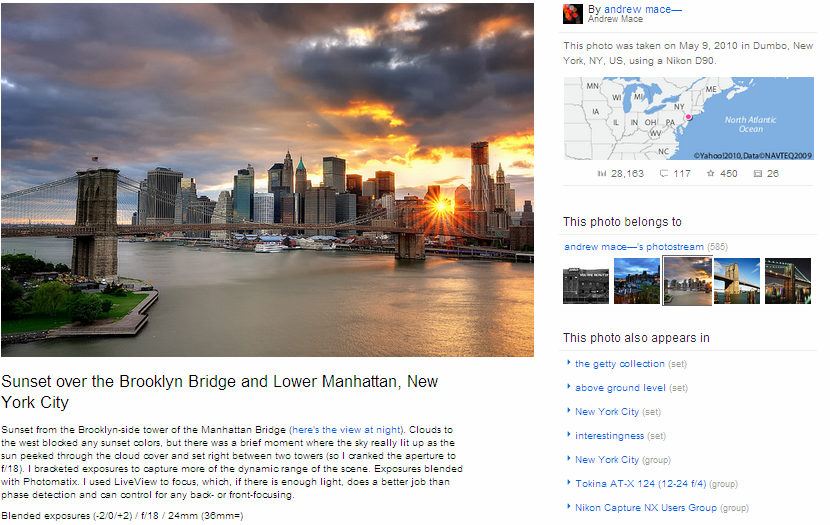 By andrew mace—
Andrew Mace
This photo was taken on May 9, 2010 in Dumbo, New
York, NY, US, using a Nikon D90.
MN
WI
MI
ME
NY
IA
IL
IN
OH
PA
WV
NC
North Atlantic
Ocean
©Yahoo!2010,Data©NAVTEQ2009
28,163 117 450 26
This photo belongs to
andrew mace—'s photostream (585)
This photo also appears in
the getty collection (set)
above ground level (set)
New York City (set)
interestingness (set)
New York City (group)
Tokina AT-X 124 (12-24 f/4) (group)
Nikon Capture NX Users Group (group)
Sunset over the Brooklyn Bridge and Lower Manhattan, New
York City
Sunset from the Brooklyn-side tower of the Manhattan Bridge (here's the view at night). Clouds to
the west blocked any sunset colors, but there was a brief moment where the sky really lit up as the
sun peeked through the cloud cover and set right between two towers (so I cranked the aperture to
f/18). I bracketed exposures to capture more of the dynamic range of the scene. Exposures blended
with Photomatix. I used LiveView to focus, which, if there is enough light, does a better job than
phase detection and can control for any back- or front-focusing.
Blended exposures (-2/0/+2) / f/18 / 24mm (36mm=)